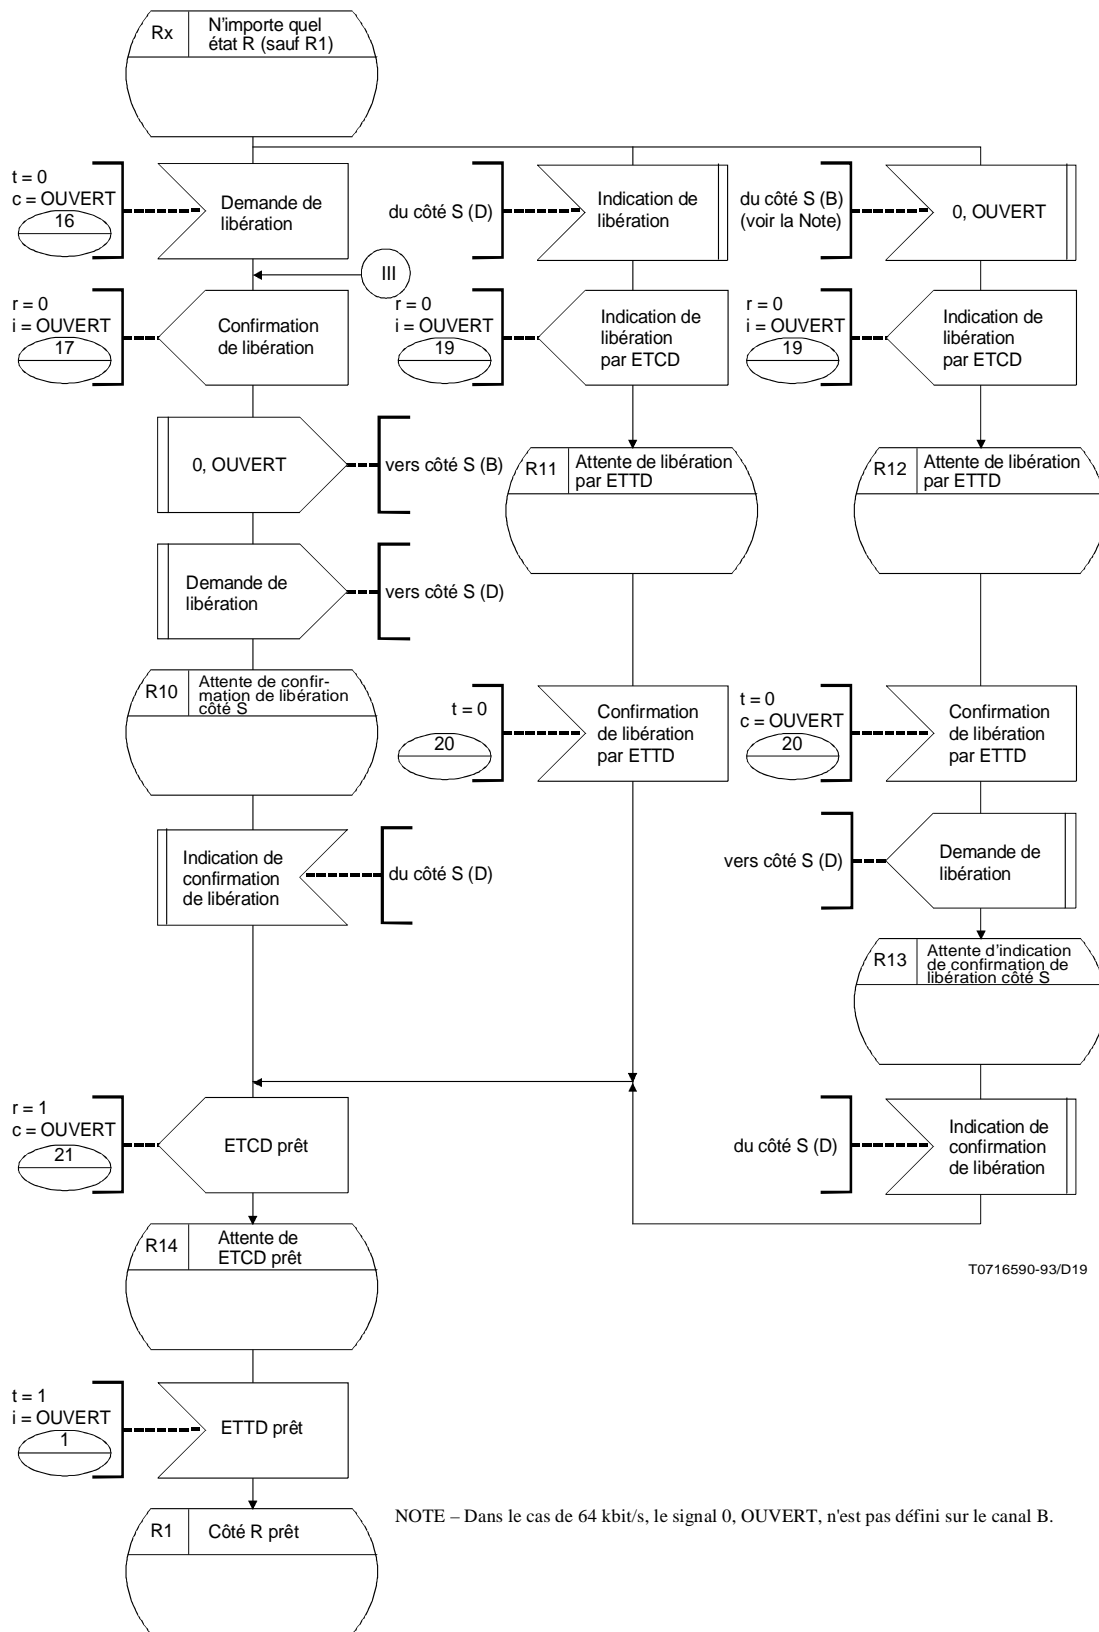 Rx
N'importe quel
état R (sauf R1)
t = 0
c = OUVERT
16
Demande de
libération
du côté S (D)
Indication de
libération
du côté S (B)
(voir la Note)
0, OUVERT
III
r = 0
i = OUVERT
17
Confirmation
de libération
r = 0
i = OUVERT
19
Indication de
libération
par ETCD
r = 0
i = OUVERT
19
Indication de
libération
par ETCD
0, OUVERT
vers côté S (B)
R11
Attente de libération
par ETTD
R12
Attente de libération
par ETTD
Demande de
libération
vers côté S (D)
R10
Attente de confir-
mation de libération
côté S
t = 0
20
Confirmation
de libération
par ETTD
t = 0
c = OUVERT
20
Confirmation
de libération
par ETTD
Indication de
confirmation
de libération
du côté S (D)
vers côté S (D)
Demande de
libération
R13
Attente d'indication
de confirmation de
libération côté S
r = 1
c = OUVERT
21
ETCD prêt
du côté S (D)
Indication de
confirmation
de libération
R14
Attente de
ETCD prêt
T0716590-93/D19
t = 1
i = OUVERT
1
ETTD prêt
R1
Côté R prêt
NOTE – Dans le cas de 64 kbit/s, le signal 0, OUVERT, n'est pas défini sur le canal B.